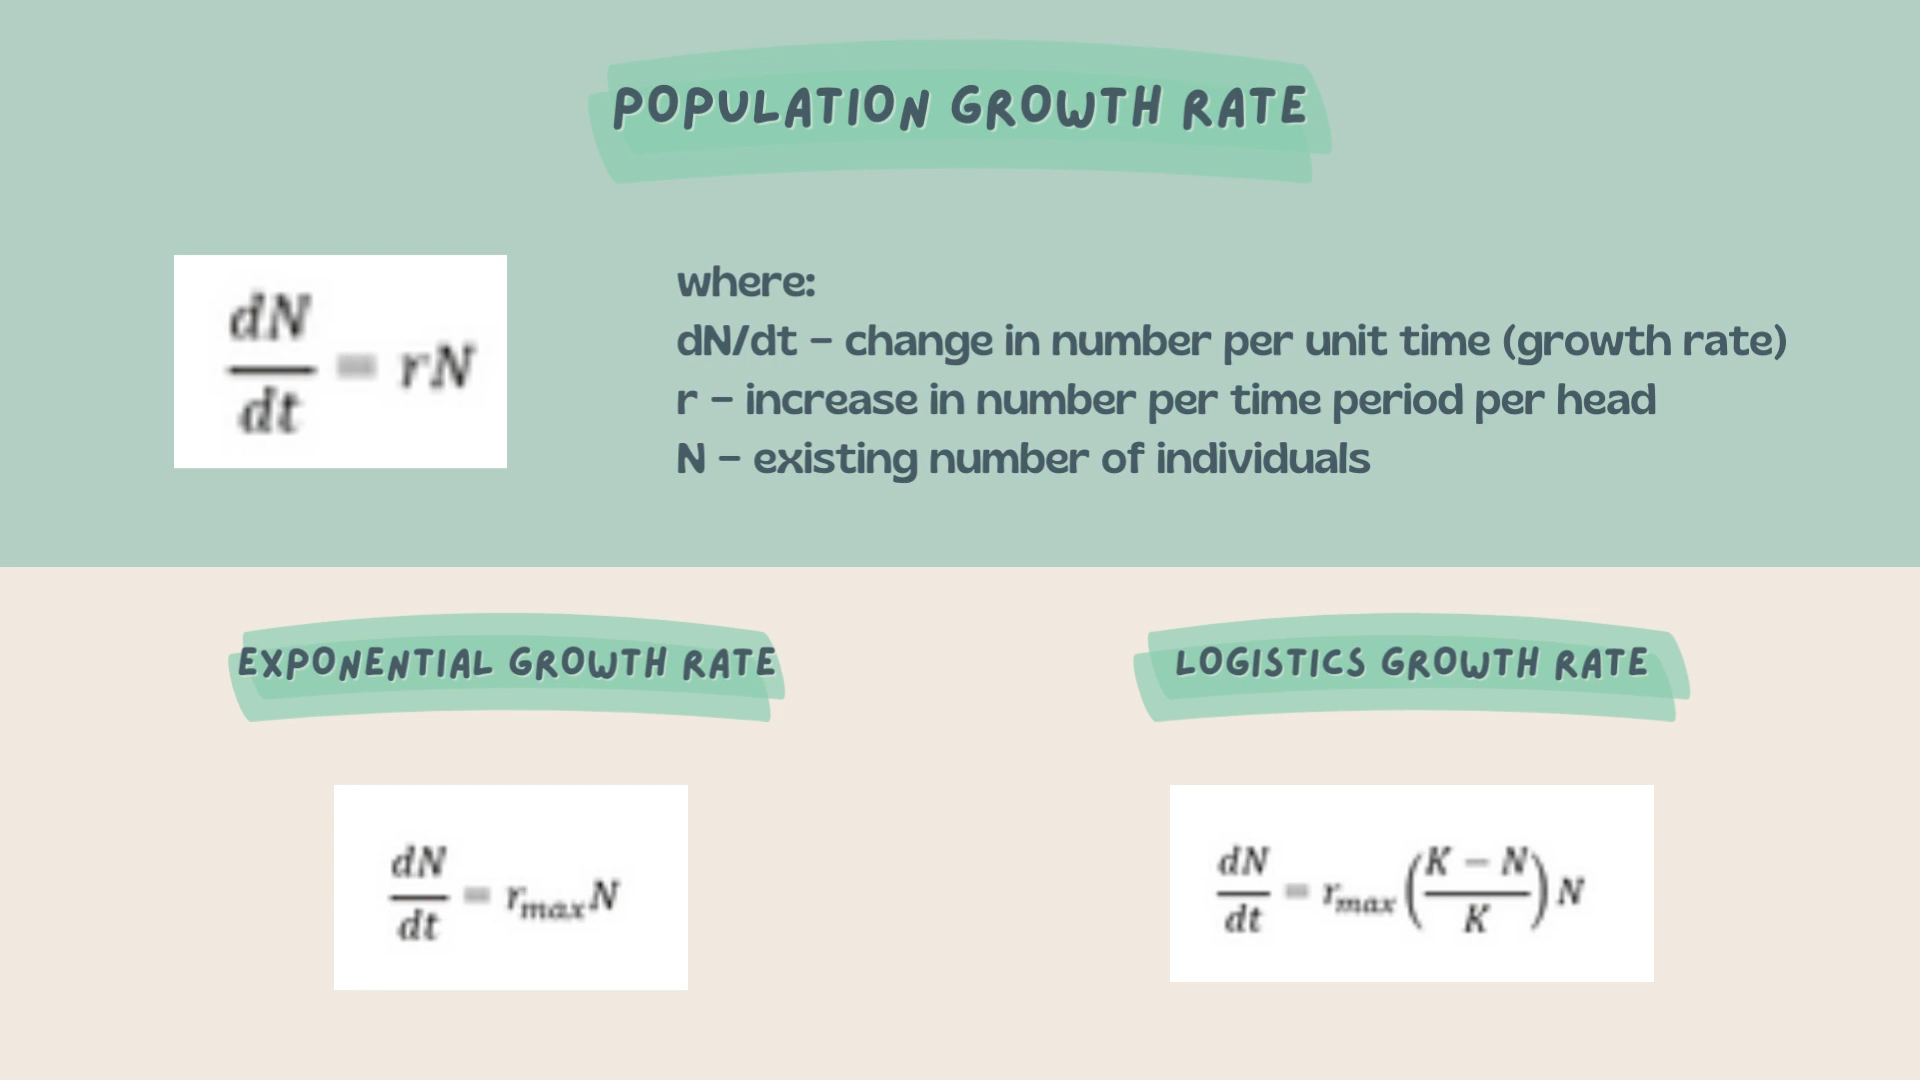 POPULATION GROWTH RATE
dN/dt = rN
where:
dN/dt – change in number per unit time (growth rate)
r – increase in number per time period per head
N – existing number of individuals
EXPONENTIAL GROWTH RATE
LOGISTICS GROWTH RATE
dN/dt = r_max N
dN/dt = r_max ((K − N)/K) N